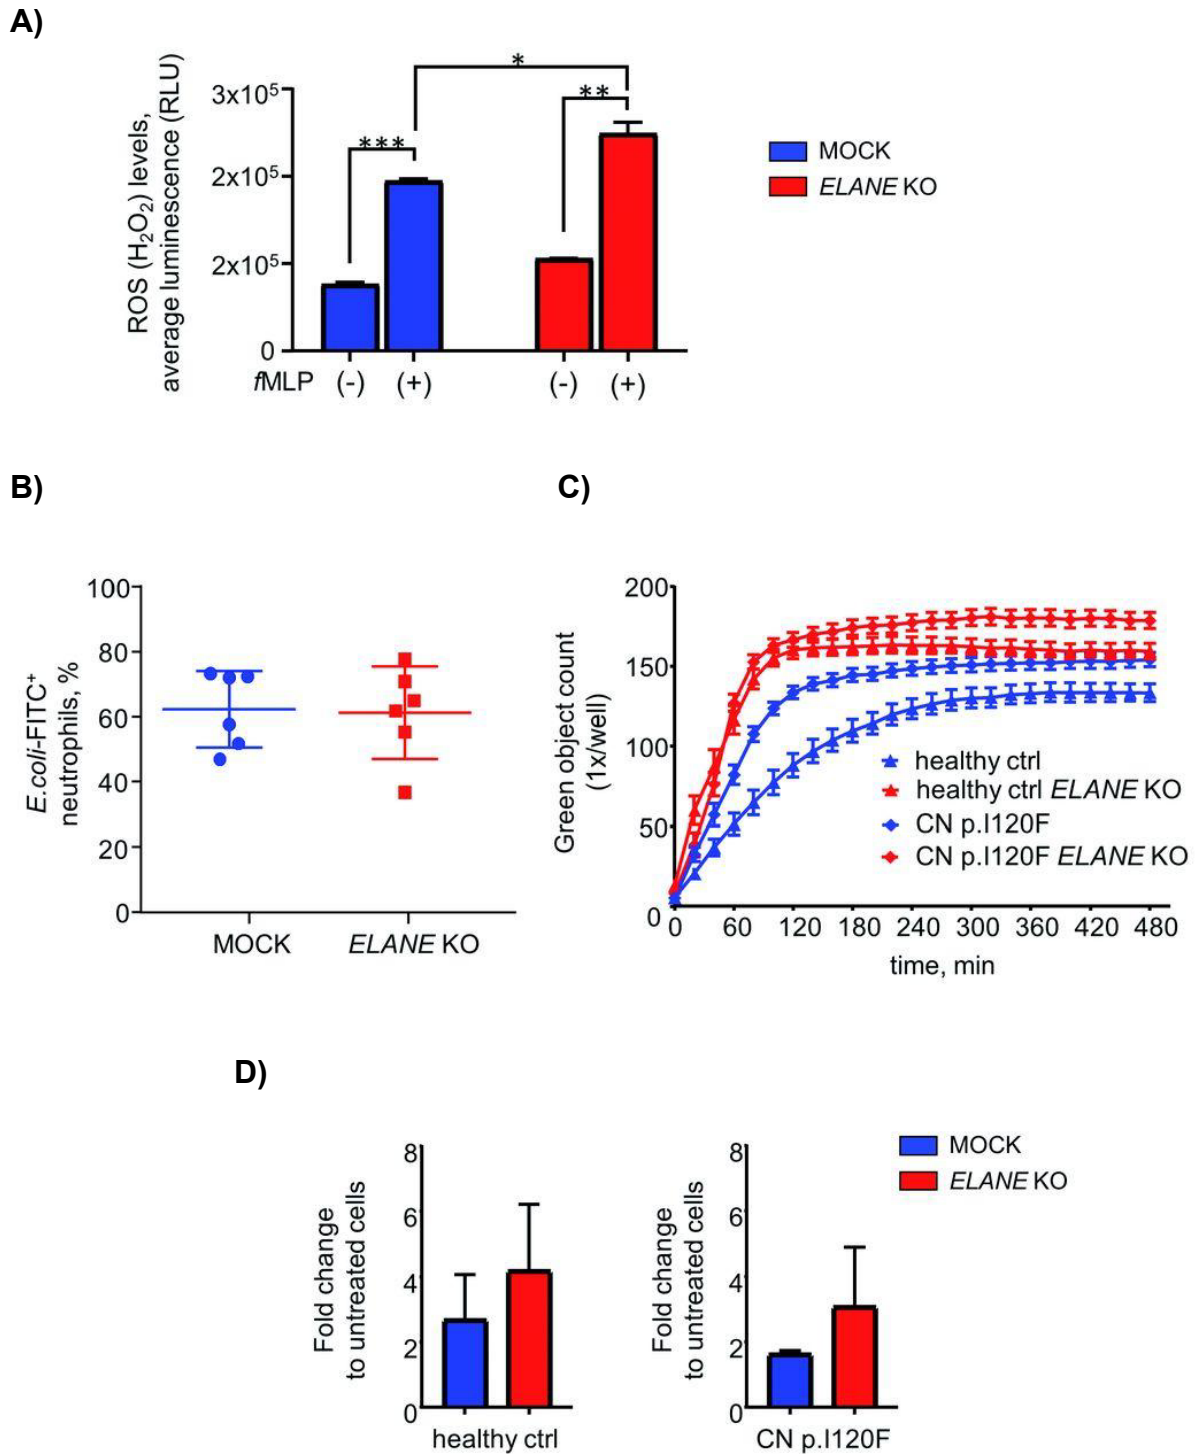 A)
ROS (H₂O₂) levels,
average luminescence (RLU)
3x10⁵
2x10⁵
2x10⁵
0
***
*
**
fMLP (-) (+) (-) (+)
MOCK
ELANE KO
B)
E.coli-FITC⁺
neutrophils, %
100
80
60
40
20
0
MOCK ELANE KO
C)
Green object count
(1x/well)
200
150
100
50
0
healthy ctrl
healthy ctrl ELANE KO
CN p.I120F
CN p.I120F ELANE KO
0 60 120 180 240 300 360 420 480
time, min
D)
Fold change
to untreated cells
8
6
4
2
0
healthy ctrl
Fold change
to untreated cells
8
6
4
2
0
CN p.I120F
MOCK
ELANE KO